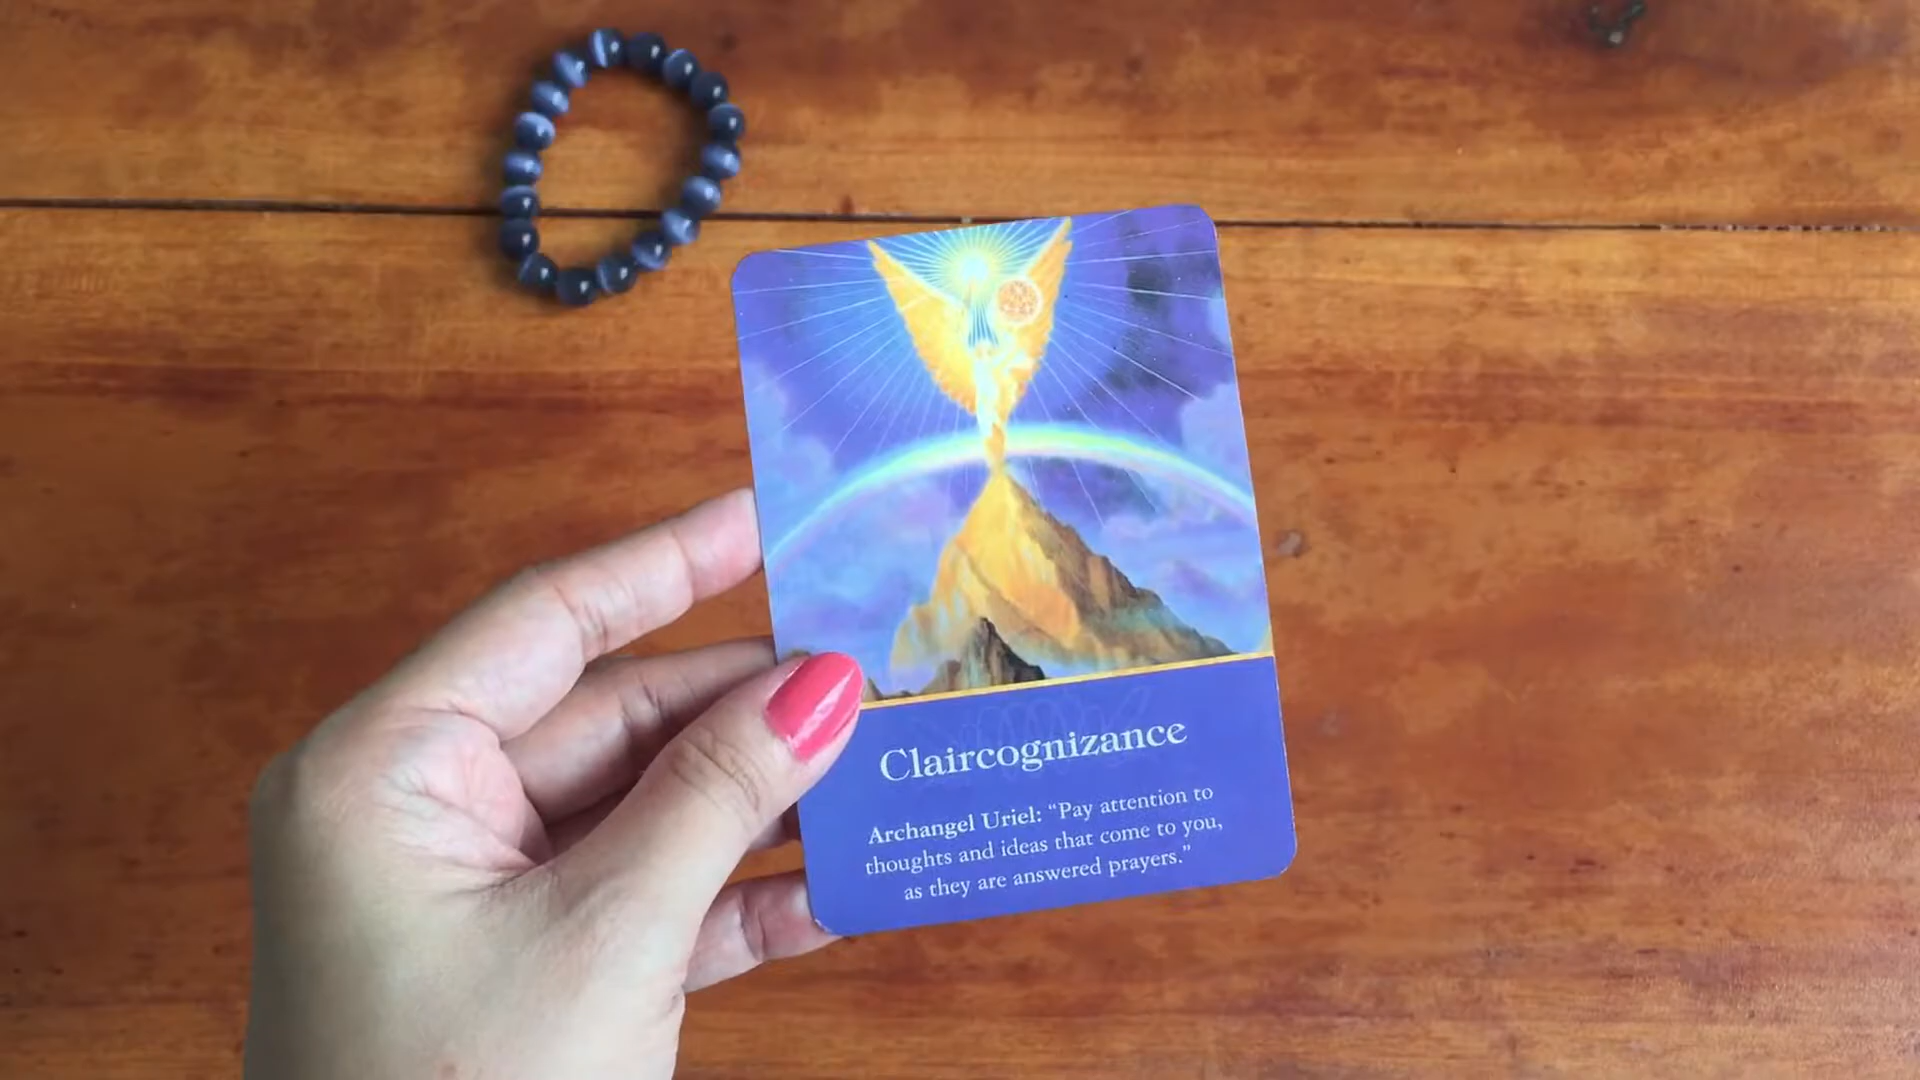 Claircognizance
Archangel Uriel: “Pay attention to
thoughts and ideas that come to you,
as they are answered prayers.”